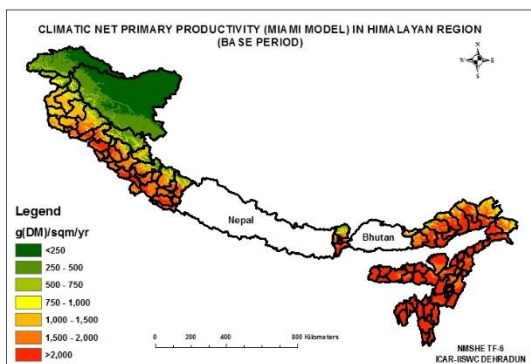 CLIMATIC NET PRIMARY PRODUCTIVITY (MIAMI MODEL) IN HIMALAYAN REGION
(BASE PERIOD)
N
W
E
S
Nepal
Bhutan
Legend
g(DM)/sqm/yr
<250
250 - 500
500 - 750
750 - 1,000
1,000 - 1,500
1,500 - 2,000
>2,000
0 200 400 800 Kilometers
NMSHE TF-6
ICAR-IISWC DEHRADUN